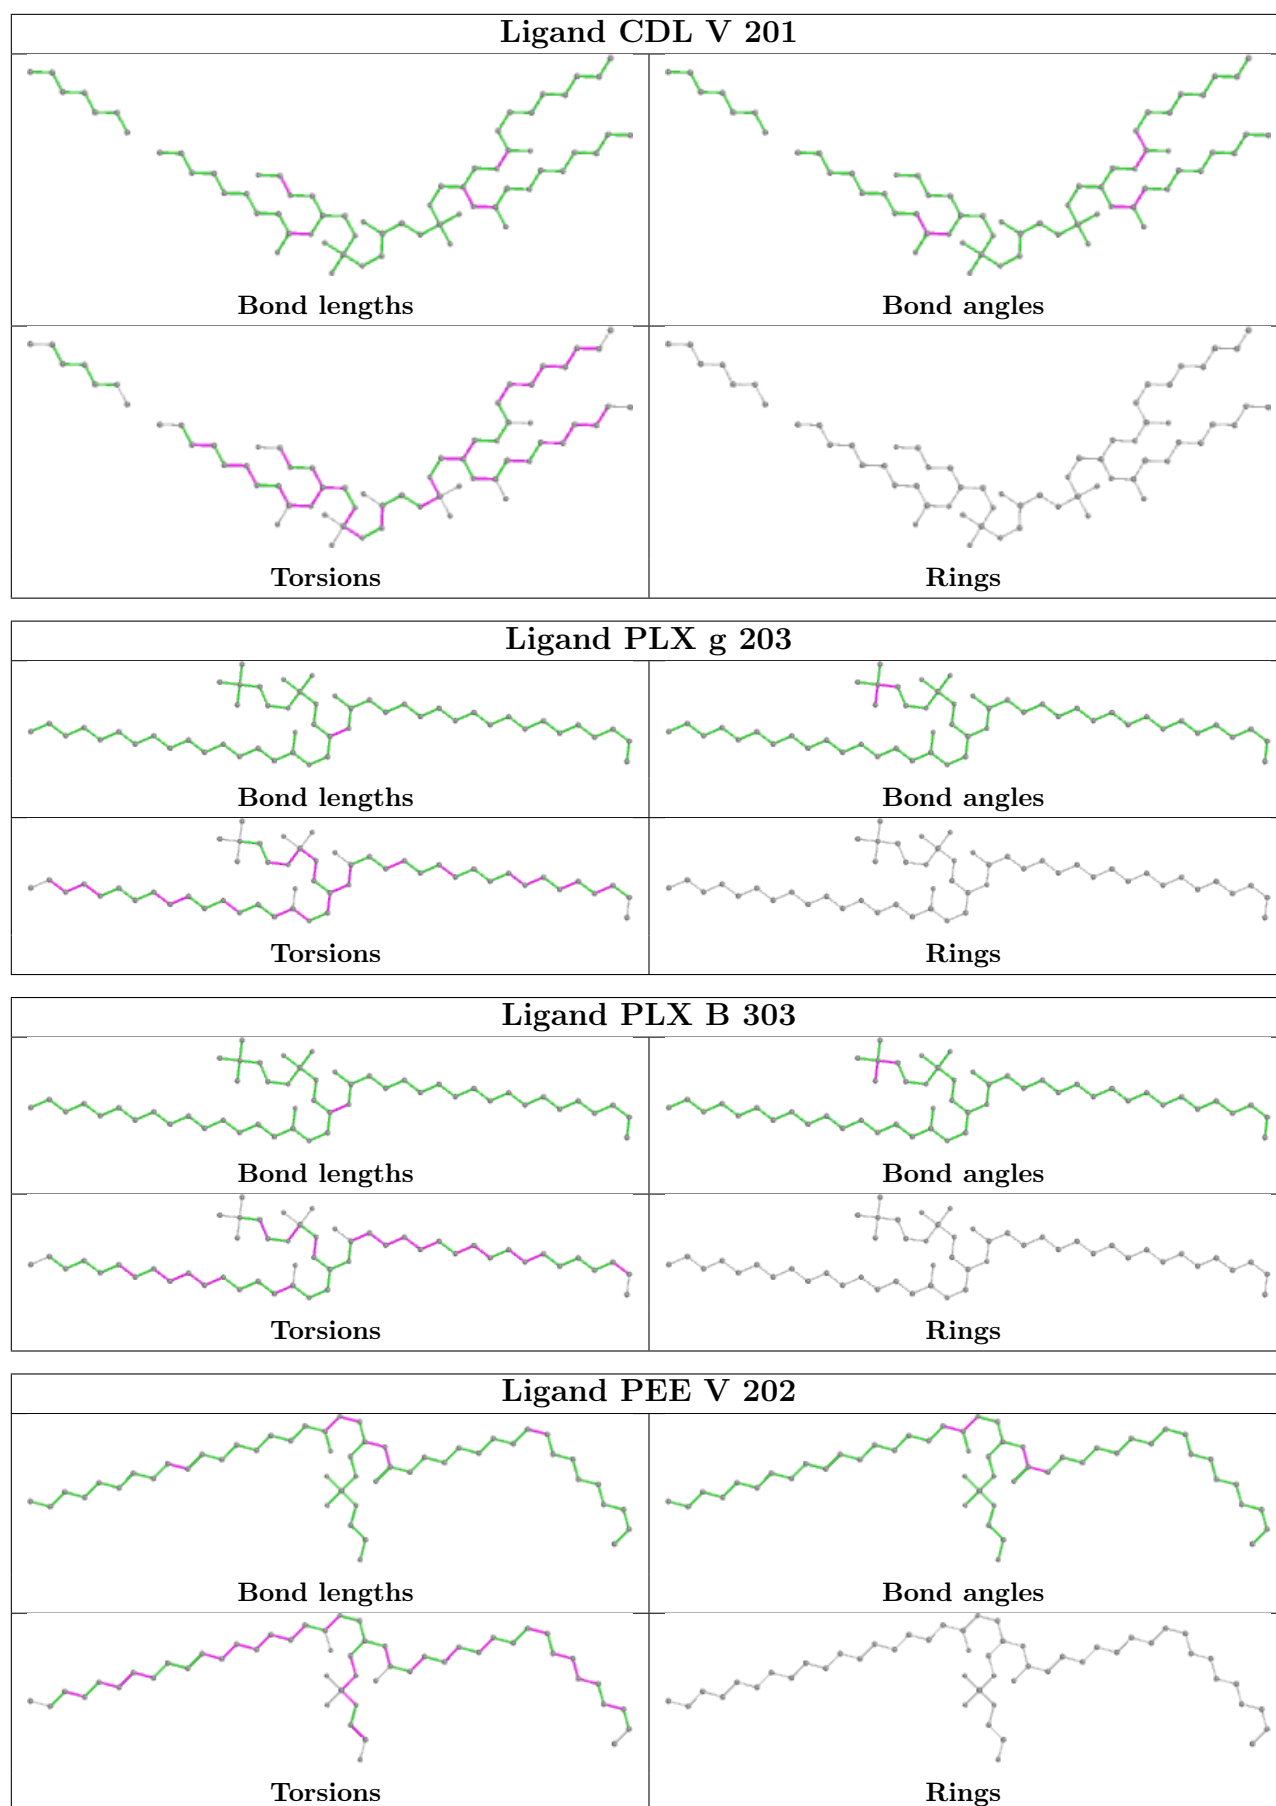 Ligand CDL V 201
Bond lengths
Bond angles
Torsions
Rings
Ligand PLX g 203
Bond lengths
Bond angles
Torsions
Rings
Ligand PLX B 303
Bond lengths
Bond angles
Torsions
Rings
Ligand PEE V 202
Bond lengths
Bond angles
Torsions
Rings